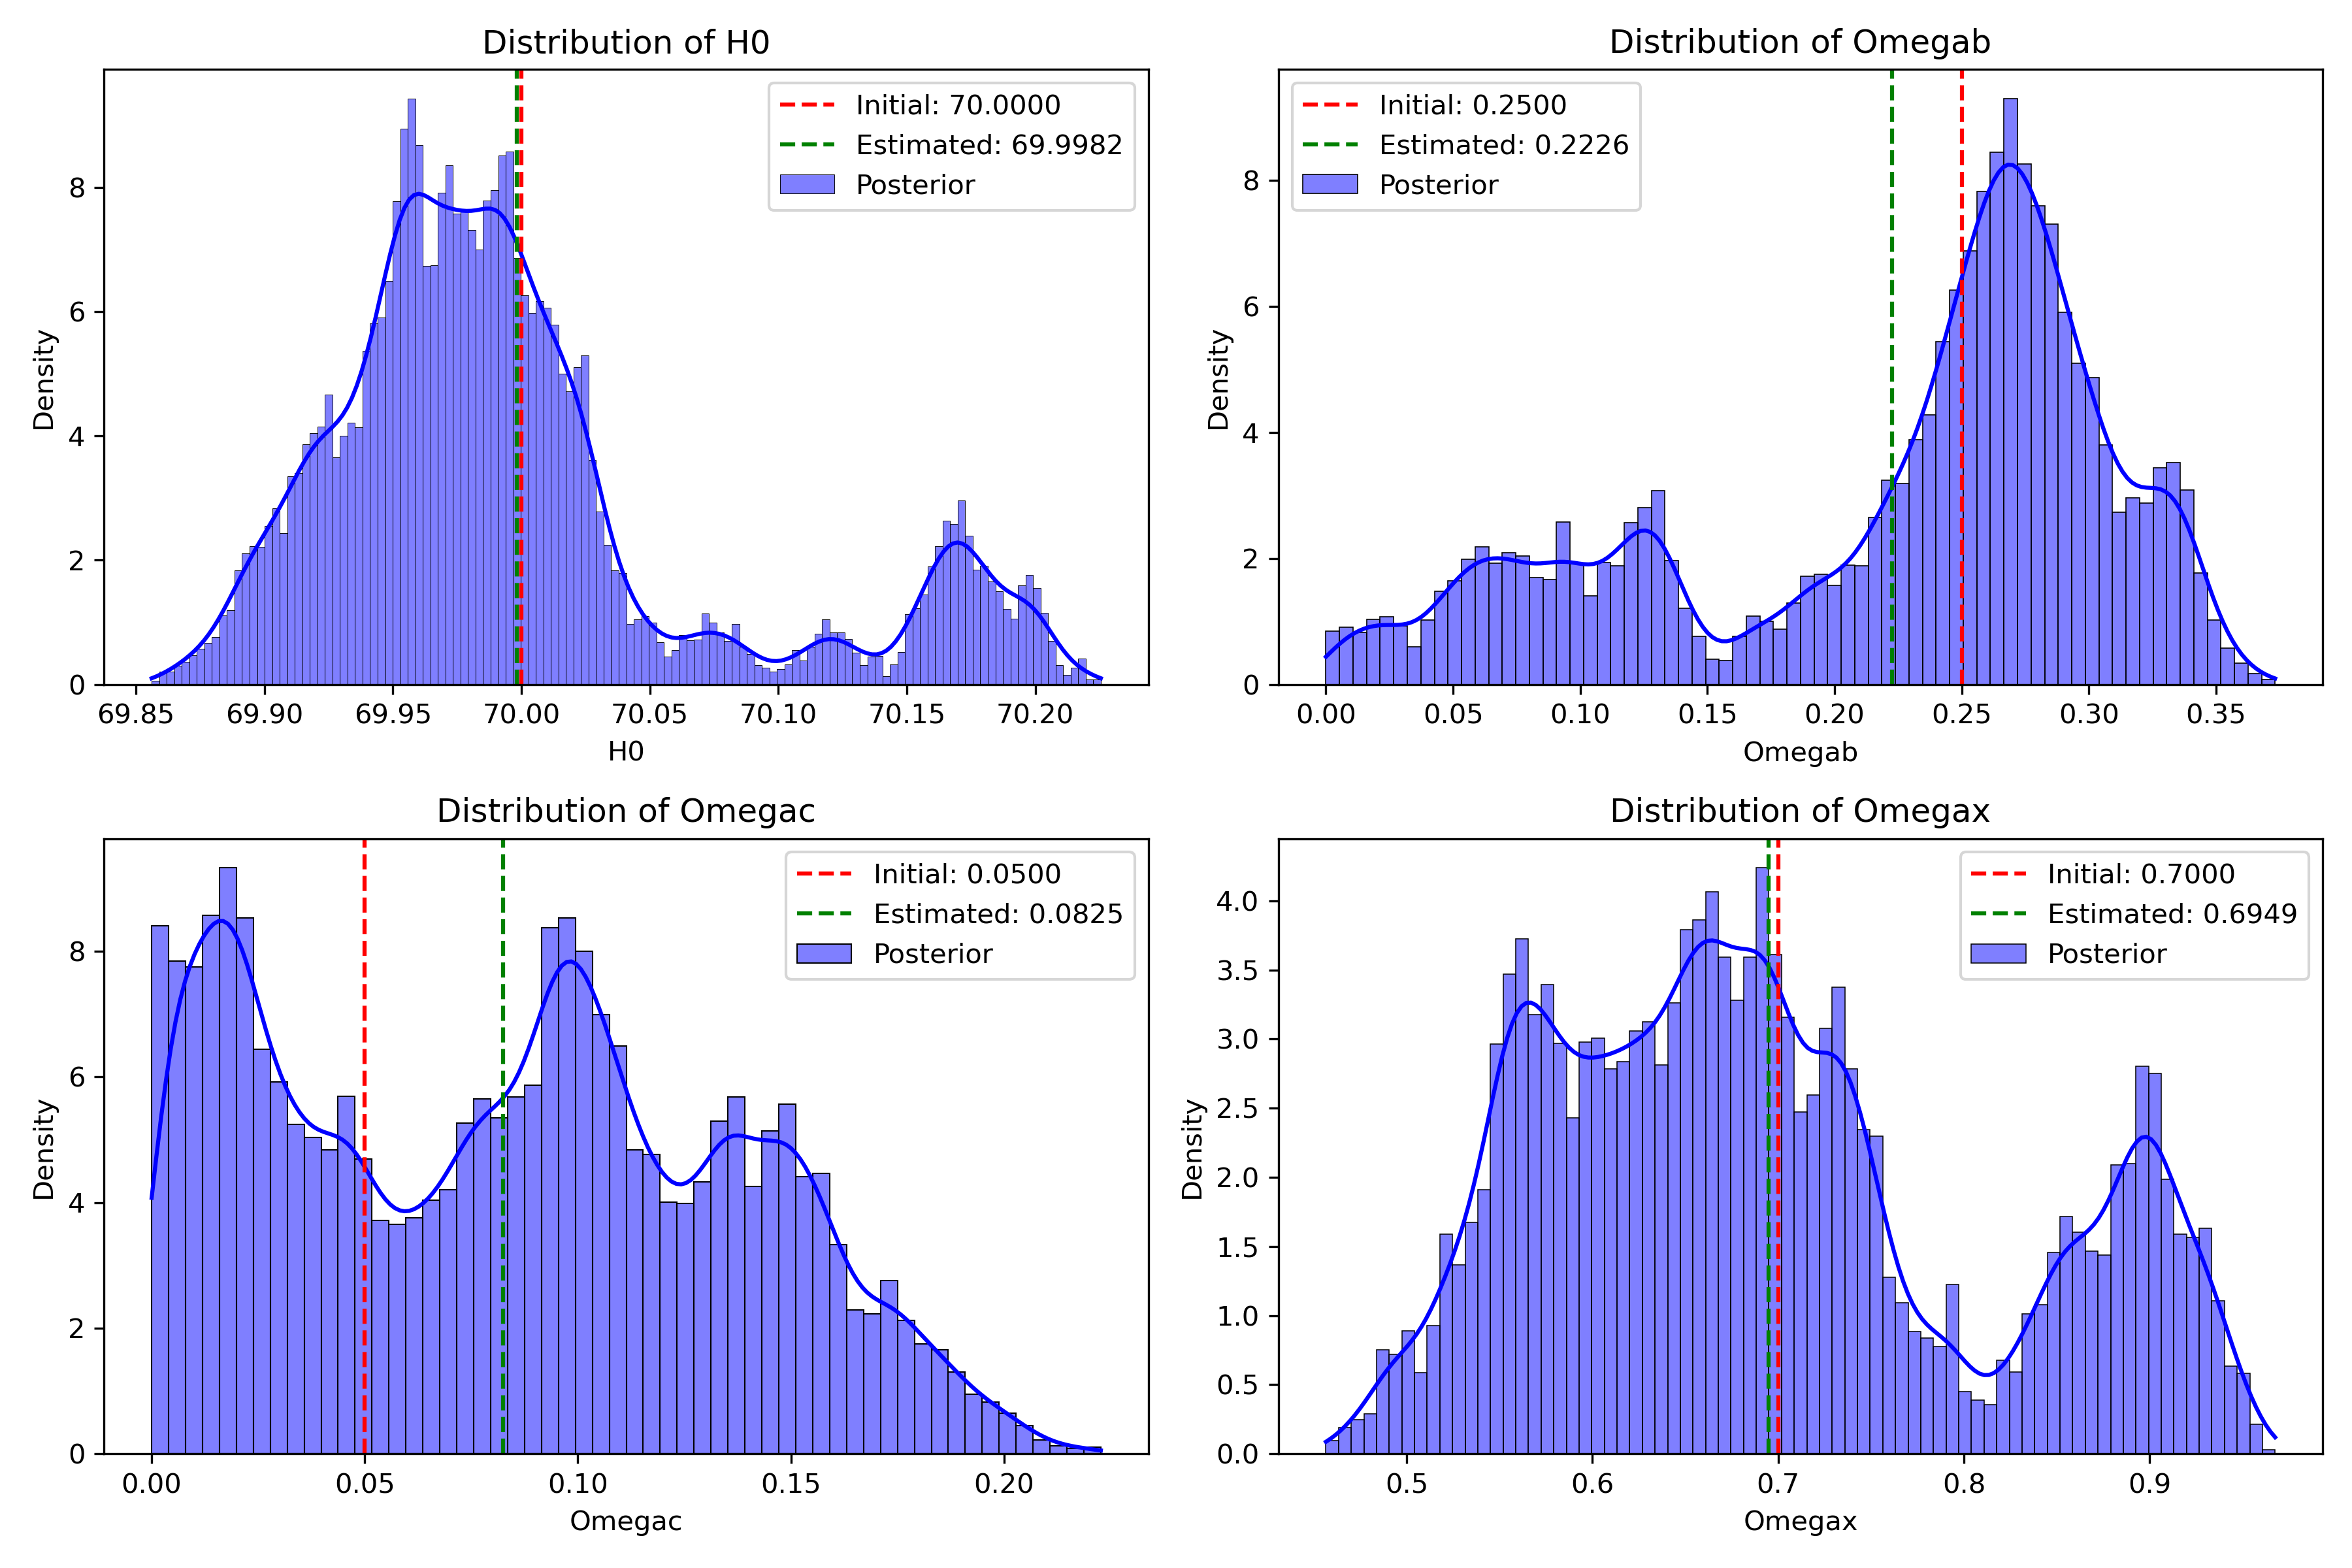 Distribution of H0
Density
8
6
4
2
0
69.85 69.90 69.95 70.00 70.05 70.10 70.15 70.20
H0
Initial: 70.0000
Estimated: 69.9982
Posterior
Distribution of Omegab
Density
8
6
4
2
0
0.00 0.05 0.10 0.15 0.20 0.25 0.30 0.35
Omegab
Initial: 0.2500
Estimated: 0.2226
Posterior
Distribution of Omegac
Density
8
6
4
2
0
0.00 0.05 0.10 0.15 0.20
Omegac
Initial: 0.0500
Estimated: 0.0825
Posterior
Distribution of Omegax
Density
4.0
3.5
3.0
2.5
2.0
1.5
1.0
0.5
0.0
0.5 0.6 0.7 0.8 0.9
Omegax
Initial: 0.7000
Estimated: 0.6949
Posterior